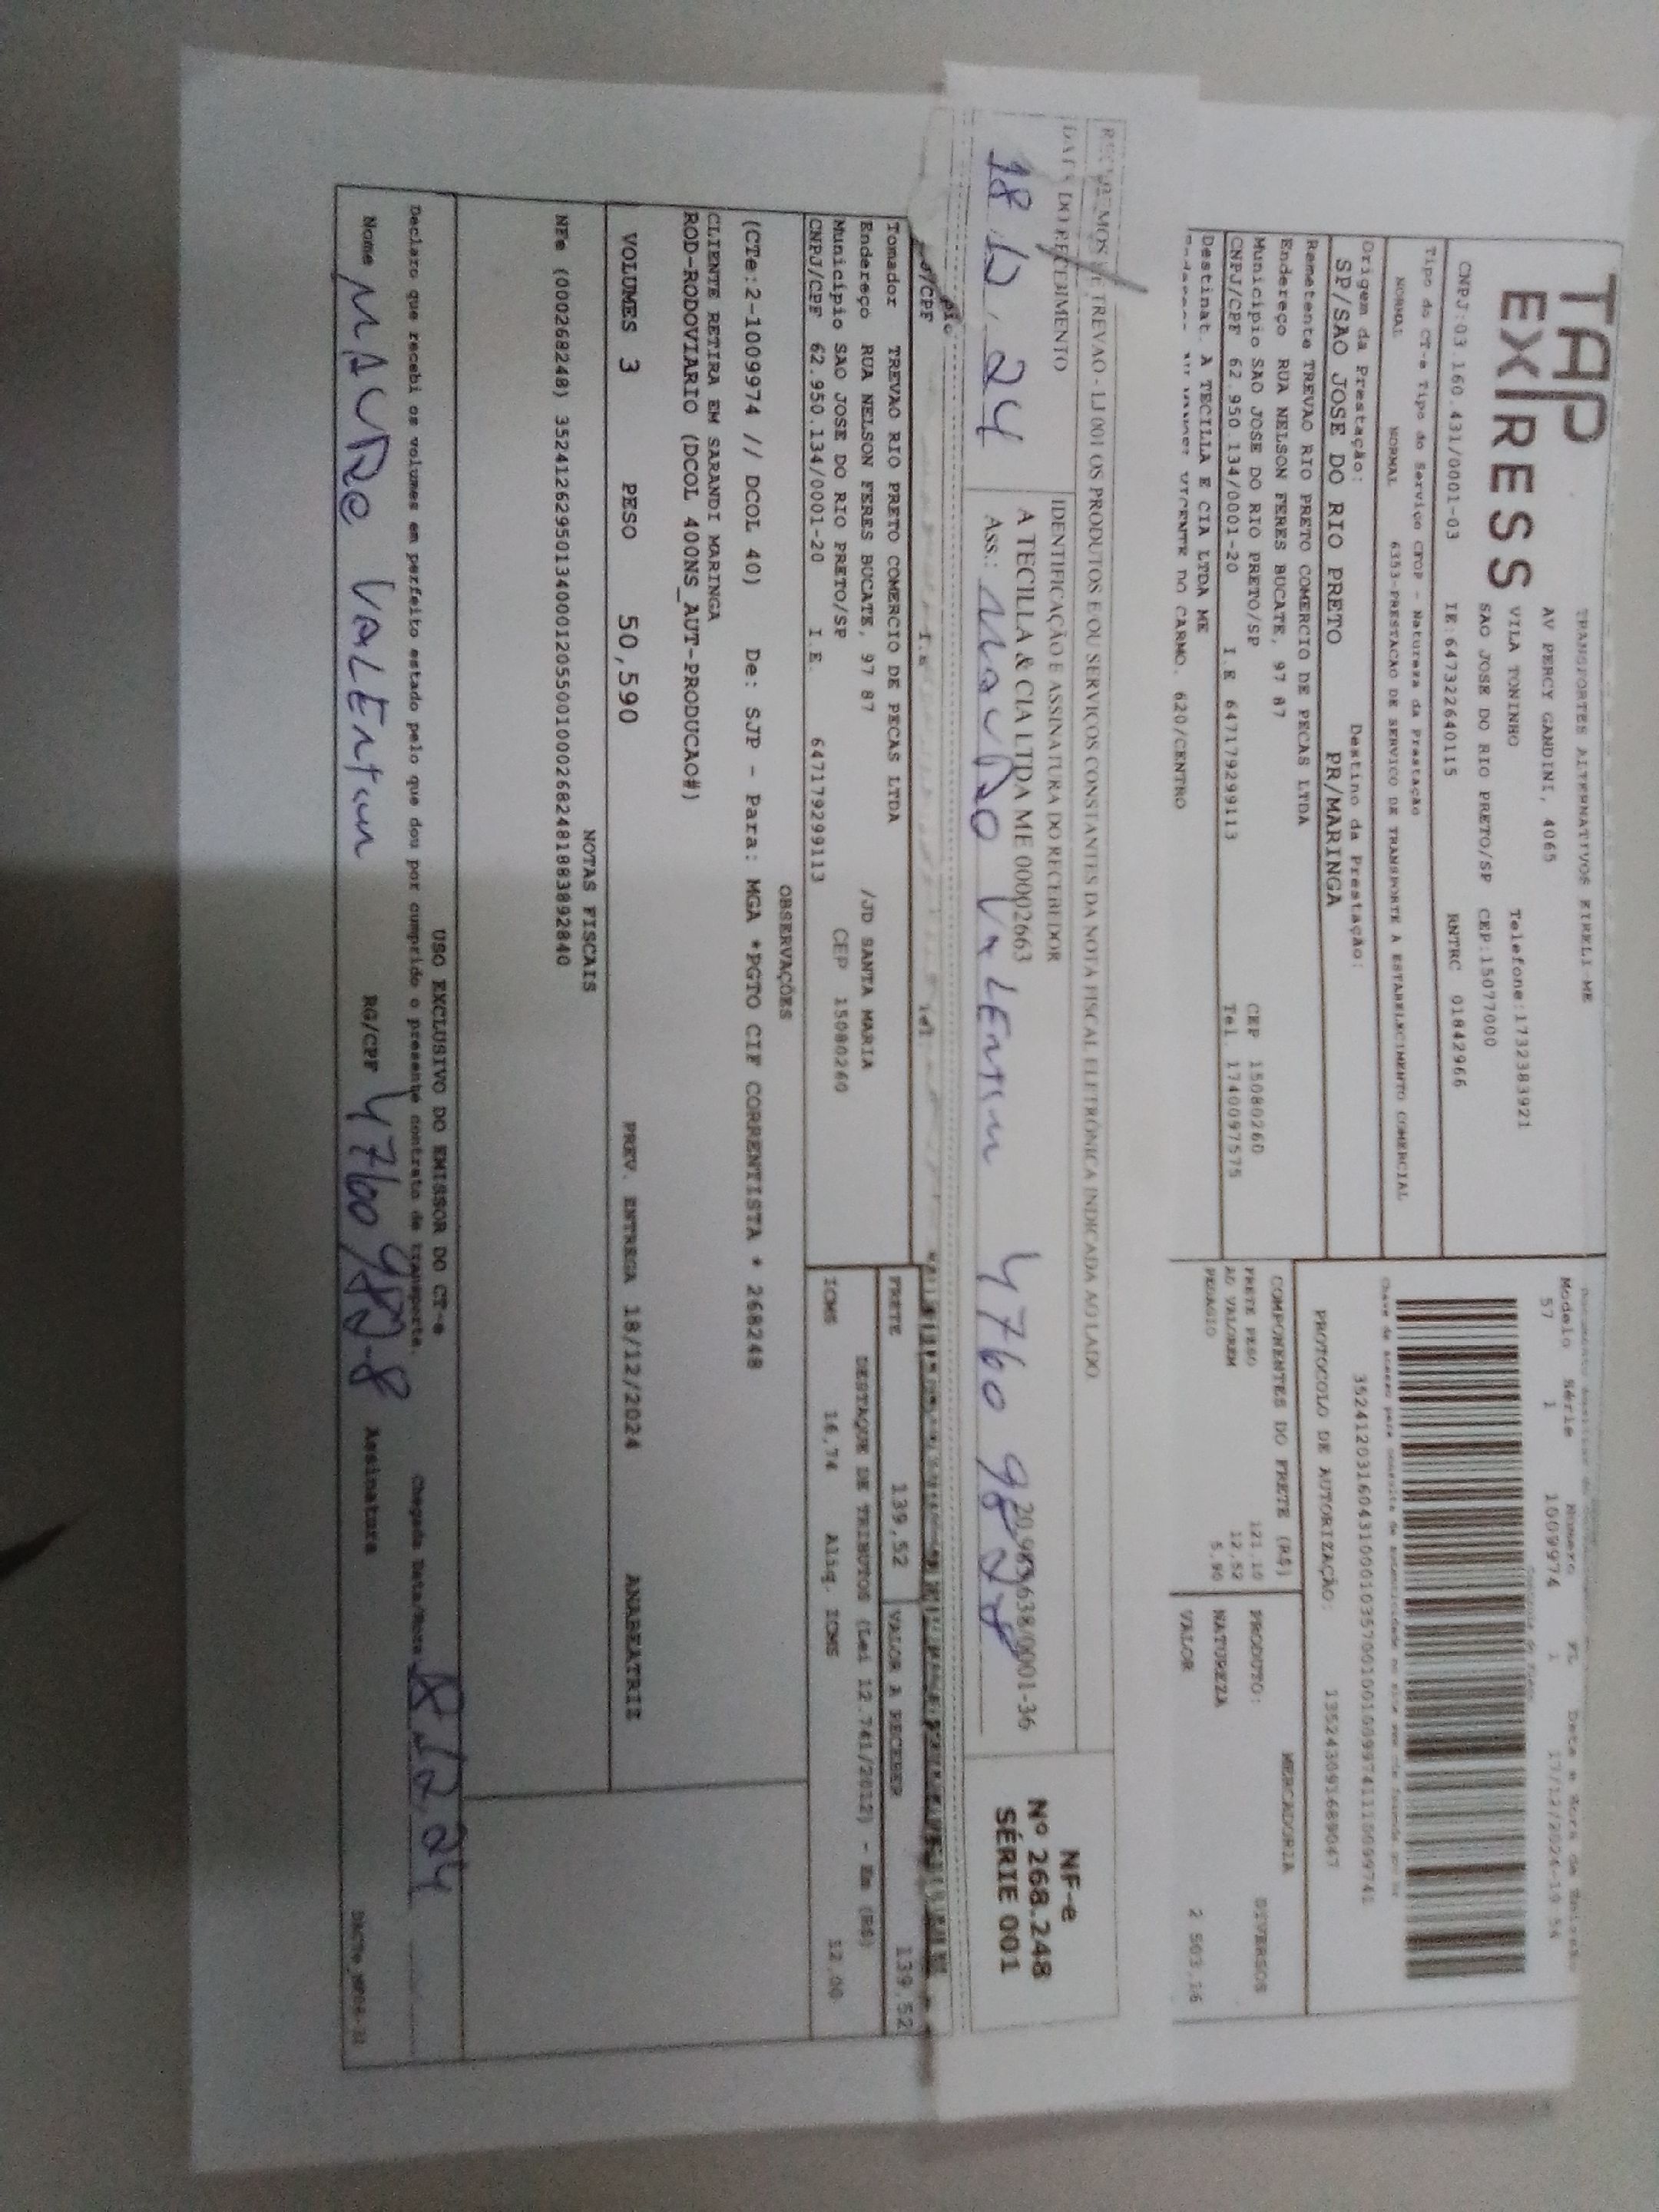 TAP
EXPRESS
TRANSPORTES ALTERNATIVOS EIRELI-ME
AV PERCY GANDINI, 4065
VILA TONINHO Telefone:1732383921
SAO JOSE DO RIO PRETO/SP CEP:15077000
CNPJ:03.160.431/001-03 IE:647322640115 RNTRC 01842966
Tipo do CT-e Tipo do Serviço CFOP - Natureza da Prestação
NORMAL NORMAL 6353-PRESTACAO DE SERVICO DE TRANSPORTE A ESTABELECIMENTO COMERCIAL
Origem da Prestação: Destino da Prestação:
SP/SAO JOSE DO RIO PRETO PR/MARINGA
Remetente TREVAO RIO PRETO COMERCIO DE PECAS LTDA
Endereço RUA NELSON FERES BUCATE, 97 87
Município SAO JOSE DO RIO PRETO/SP CEP 15080260
CNPJ/CPF 62.950.134/0001-20 I.E 647179299113 Tel. 1740097575
Destinat. A TECILLA E CIA LTDA ME
VICENTE DO CARMO, 620/CENTRO
Modelo Série Número FL Data e Hora de Emissão
57 1 1009974 1 17/12/2024-19:54
PROTOCOLO DE AUTORIZAÇÃO:
COMPONENTES DO FRETE (R$)
FRETE PESO 121,10
AD VALOREM 12,52
PEDAGIO 5,90
MERCADORIA
PRODUTO: DIVERSOS
NATUREZA
VALOR 2.503,16
RECEBEMOS DE TREVAO - LJ 001 OS PRODUTOS E/OU SERVIÇOS CONSTANTES DA NOTA FISCAL ELETRÔNICA INDICADA AO LADO
DATA DO RECEBIMENTO IDENTIFICAÇÃO E ASSINATURA DO RECEBEDOR
A TECILLA & CIA LTDA ME 00002663
18.12.24 Ass.: MAURO VALENtim
NF-e
Nº 268.248
SÉRIE 001
Tomador TREVAO RIO PRETO COMERCIO DE PECAS LTDA
Endereço RUA NELSON FERES BUCATE, 97 87 /JD SANTA MARIA
Município SAO JOSE DO RIO PRETO/SP CEP 15080260
CNPJ/CPF 62.950.134/0001-20 I.E. 647179299113
FRETE 139,52 VALOR A RECEBER 139,52
DESTAQUE DE TRIBUTOS (Lei 12.741/2012) - Em (R$)
ICMS 16,74 Aliq. ICMS 12,00
OBSERVAÇÕES
(CTe:2-1009974 // DCOL 40) De: SJP - Para: MGA *PGTO CIF CORRENTISTA * 268248
CLIENTE RETIRA EM SARANDI MARINGA
ROD-RODOVIARIO (DCOL 400NS_AUT-PRODUCAO#)
VOLUMES 3 PESO 50,590 PREV. ENTREGA 18/12/2024 ANABEATRIZ
NOTAS FISCAIS
NFe (000268248) 35241262950134000120550010002682481883892840
USO EXCLUSIVO DO EMISSOR DO CT-e
Declaro que recebi os volumes em perfeito estado pelo que dou por cumprido o presente contrato de transporte.
Chegada Data/Hora 18.12.24
Nome MAURO VALENtim RG/CPF Assinatura